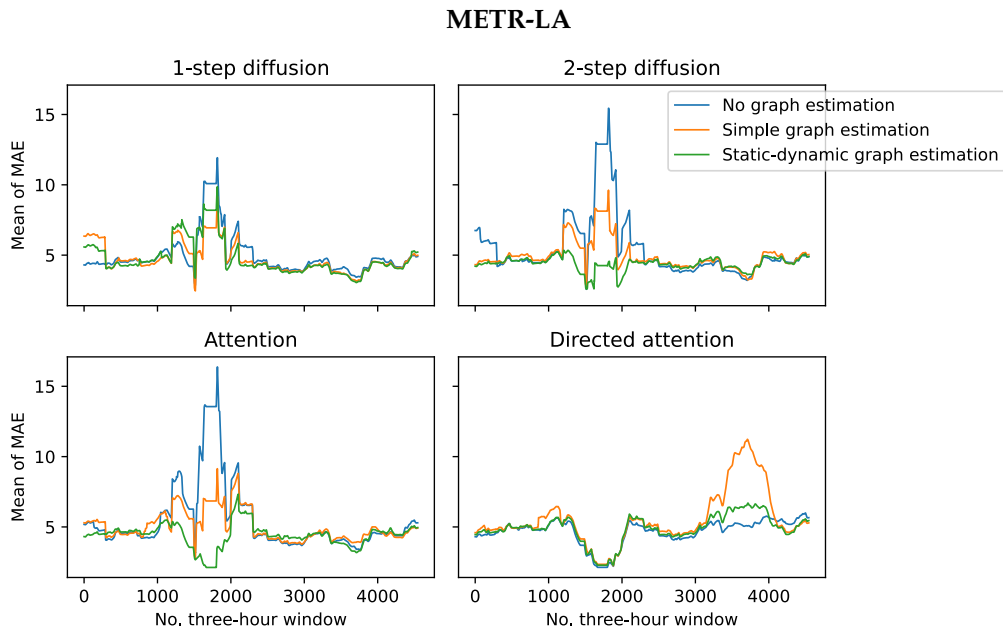 METR-LA
1-step diffusion
2-step diffusion
15
10
5
Mean of MAE
No graph estimation
Simple graph estimation
Static-dynamic graph estimation
Attention
Directed attention
15
10
5
Mean of MAE
0 1000 2000 3000 4000
0 1000 2000 3000 4000
No, three-hour window
No, three-hour window